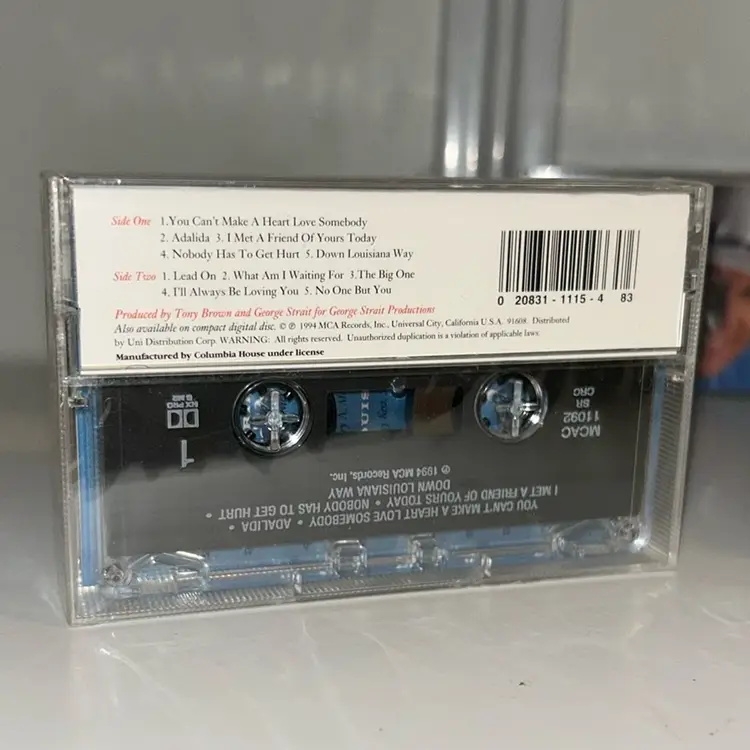 Side One 1.You Can't Make A Heart Love Somebody
2. Adalida 3. I Met A Friend Of Yours Today
4. Nobody Has To Get Hurt 5. Down Louisiana Way
Side Two 1. Lead On 2. What Am I Waiting For 3.The Big One
4. I'll Always Be Loving You 5. No One But You
Produced by Tony Brown and George Strait for George Strait Productions
Also available on compact digital disc. © ℗ 1994 MCA Records, Inc., Universal City, California U.S.A. 91608. Distributed
by Uni Distribution Corp. WARNING: All rights reserved. Unauthorized duplication is a violation of applicable laws.
Manufactured by Columbia House under license
0 20831 - 1115 - 4 83
YOU CAN'T MAKE A HEART LOVE SOMEBODY • ADALIDA •
I MET A FRIEND OF YOURS TODAY • NOBODY HAS TO GET HURT •
DOWN LOUISIANA WAY
℗ 1994 MCA Records, Inc.
MCAC
11092
SR
CRC
1
HX PRO